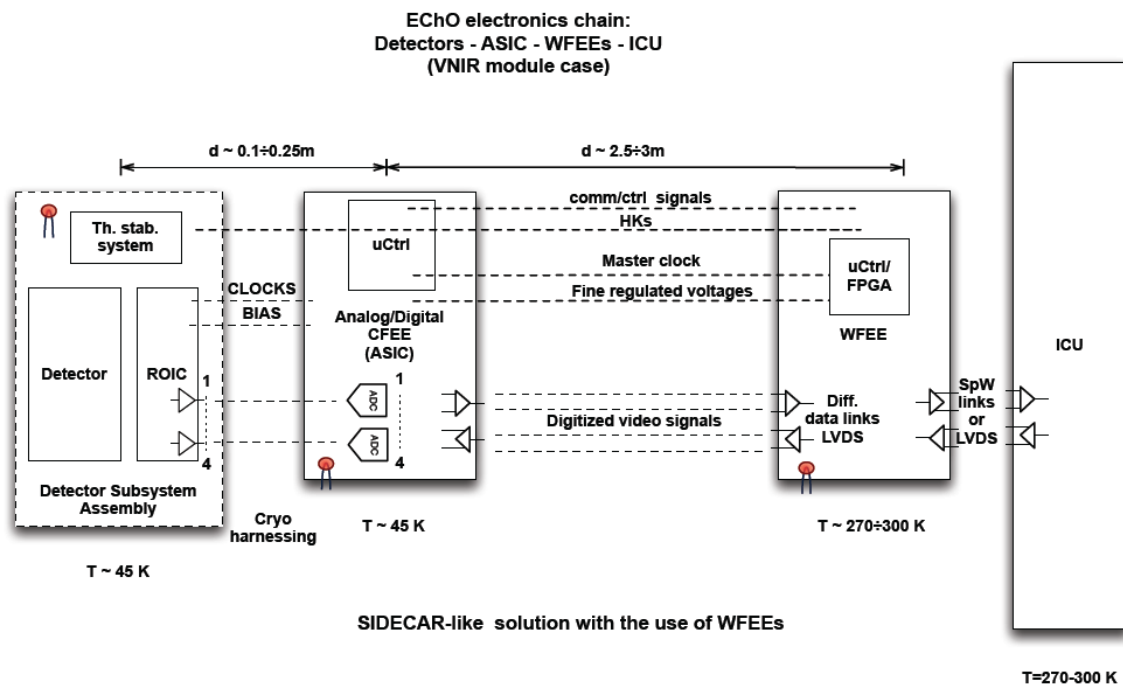 EChO electronics chain:
Detectors - ASIC - WFEEs - ICU
(VNIR module case)
d ~ 0.1÷0.25m
d ~ 2.5÷3m
Th. stab.
system
Detector
ROIC
1
4
Detector Subsystem
Assembly
T ~ 45 K
CLOCKS
BIAS
Cryo
harnessing
uCtrl
Analog/Digital
CFEE
(ASIC)
ADC
1
ADC
4
T ~ 45 K
comm/ctrl signals
HKs
Master clock
Fine regulated voltages
Digitized video signals
uCtrl/
FPGA
WFEE
Diff.
data links
LVDS
T ~ 270÷300 K
SpW
links
or
LVDS
ICU
T=270-300 K
SIDECAR-like solution with the use of WFEEs